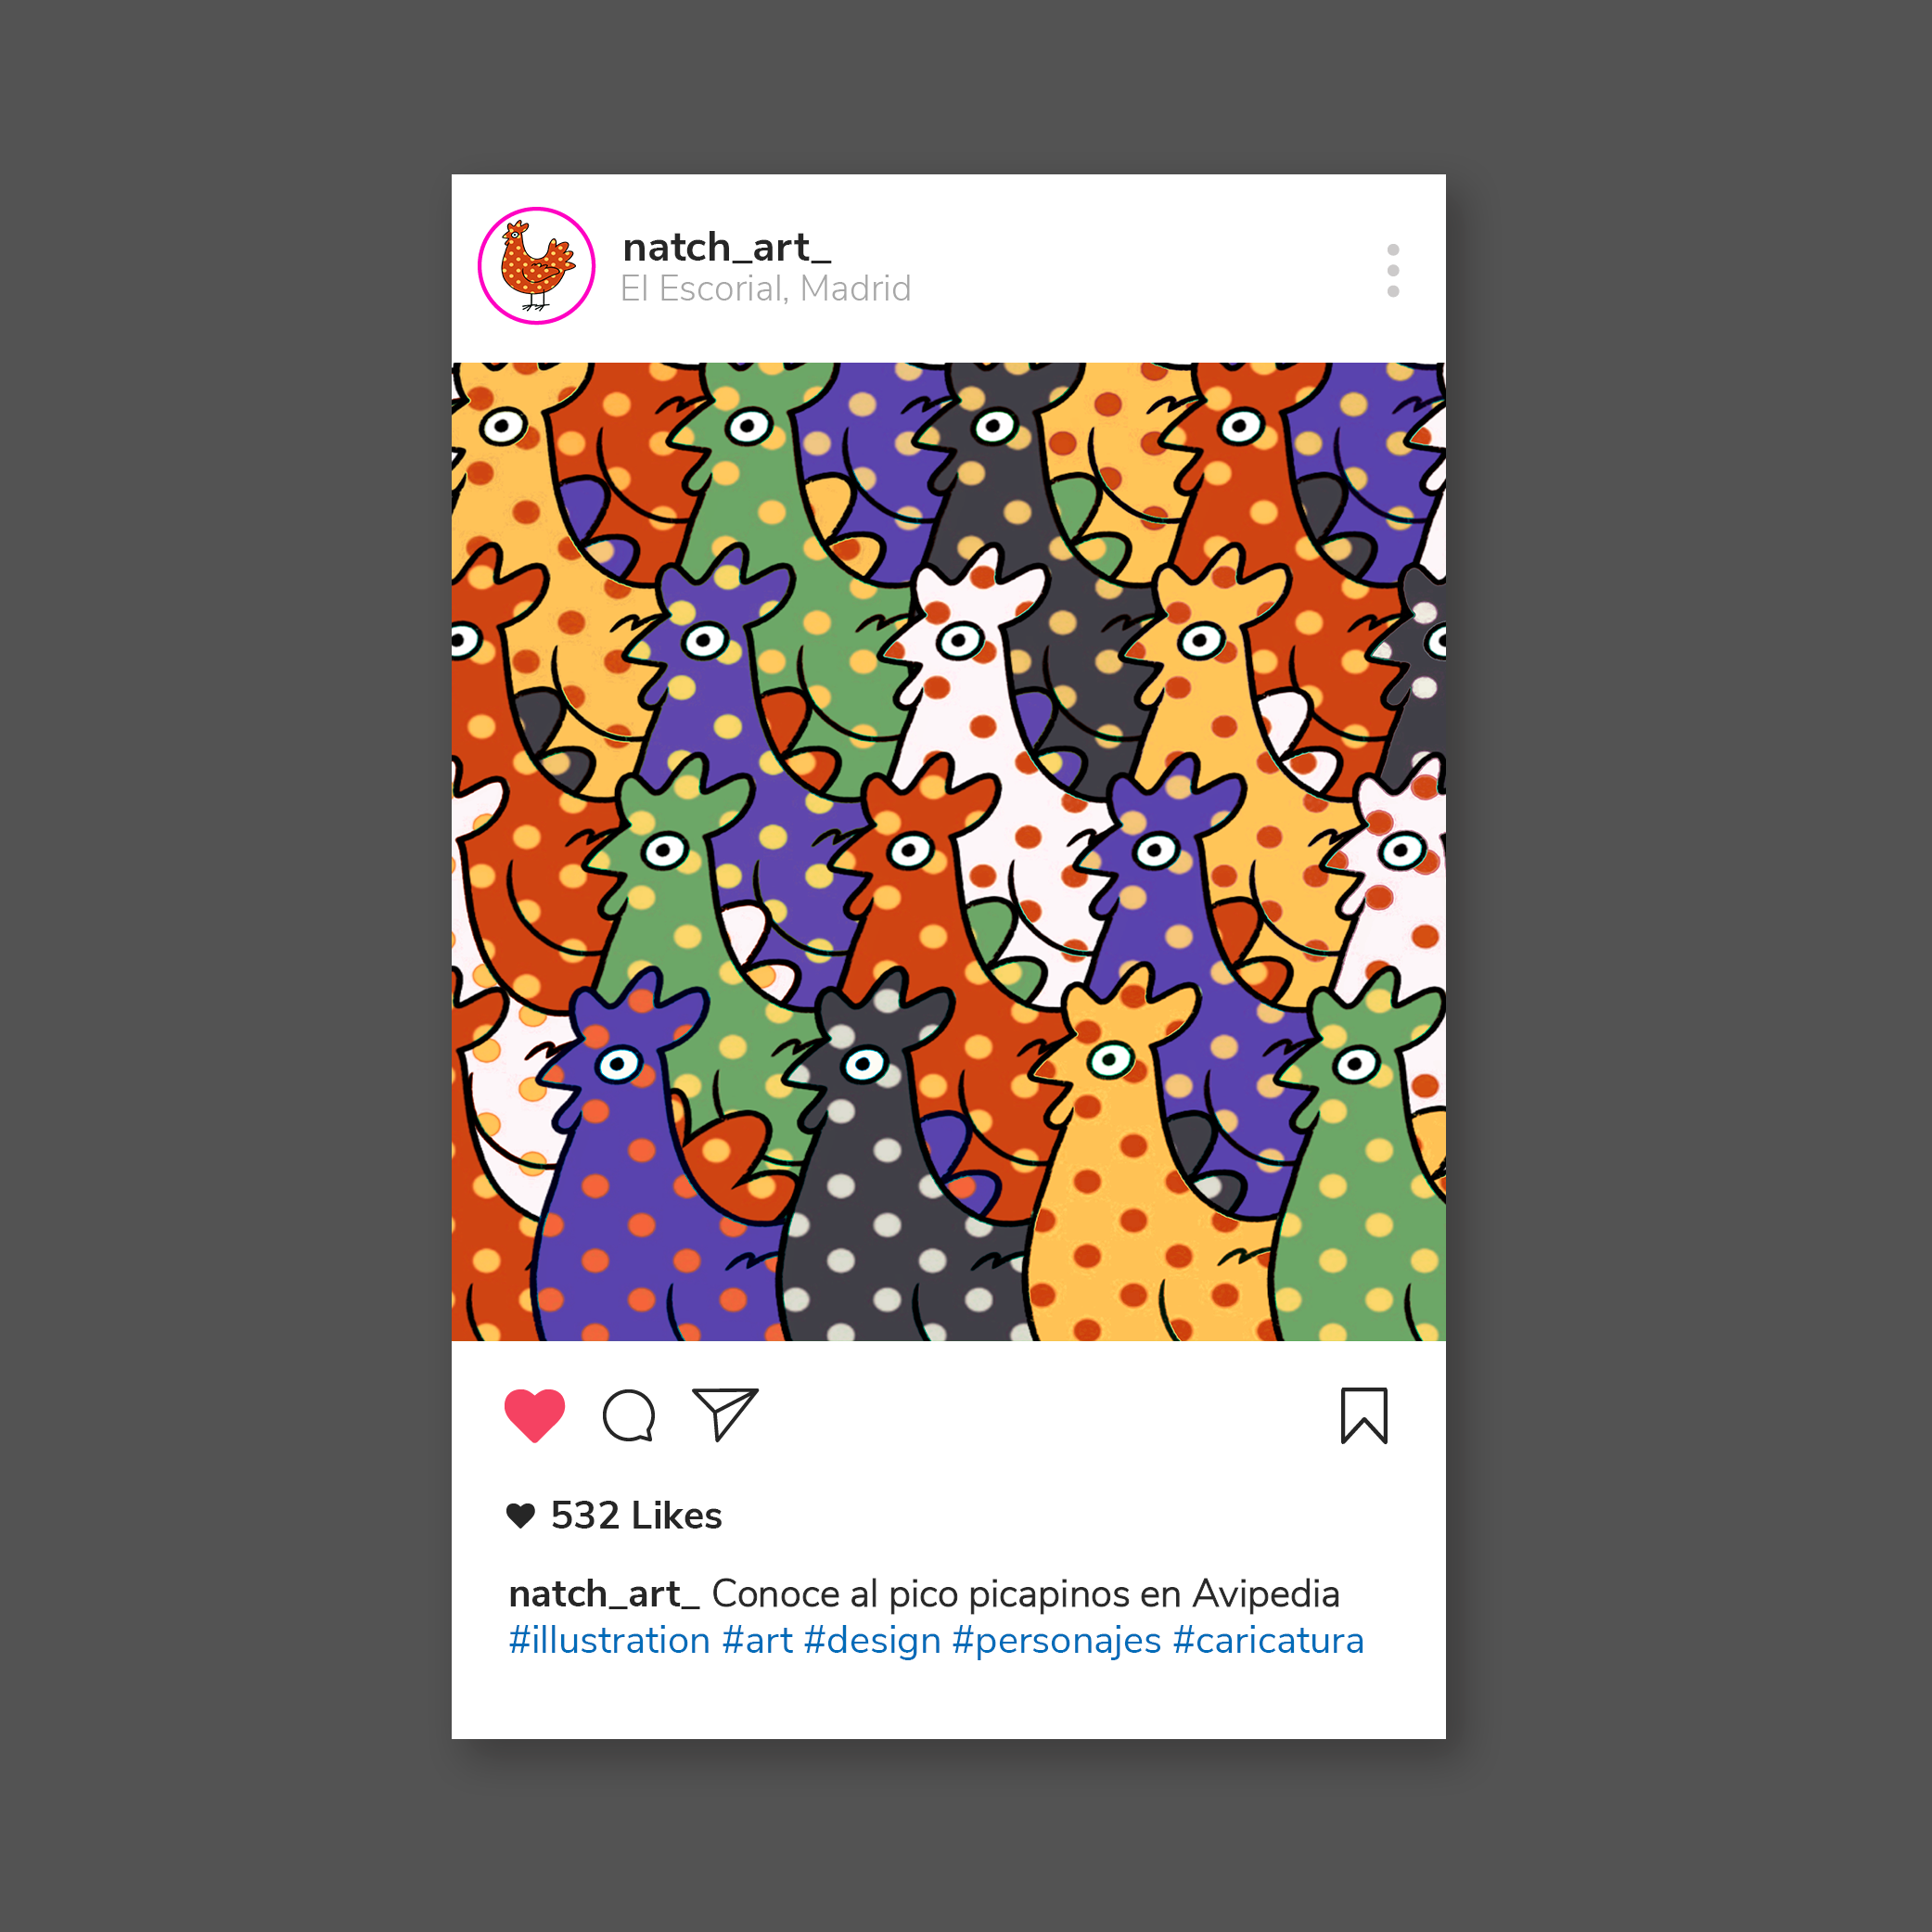 natch_art_
El Escorial, Madrid
532 Likes
natch_art_ Conoce al pico picapinos en Avipedia
#illustration #art #design #personajes #caricatura